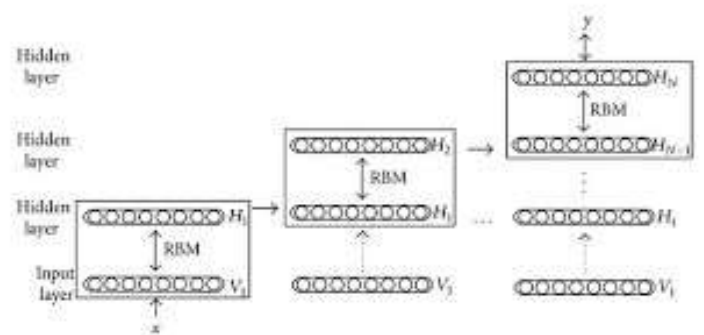 y
Hidden
layer
H_N
RBM
Hidden
layer
H_2
H_{N-1}
RBM
Hidden
layer
H_1
H_1
...
H_1
RBM
Input
layer
V_1
V_1
V_1
x